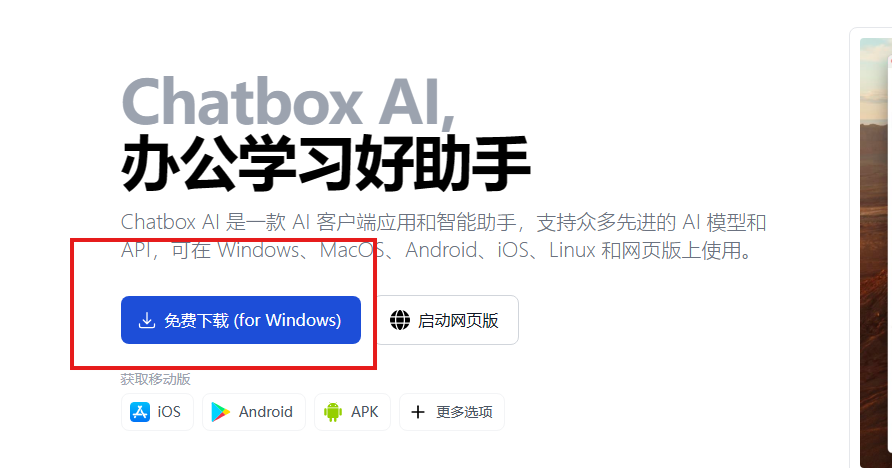 Chatbox AI,
办公学习好助手
Chatbox AI 是一款 AI 客户端应用和智能助手，支持众多先进的 AI 模型和
API，可在 Windows、MacOS、Android、iOS、Linux 和网页版上使用。
免费下载 (for Windows) 启动网页版
获取移动版
iOS Android APK 更多选项